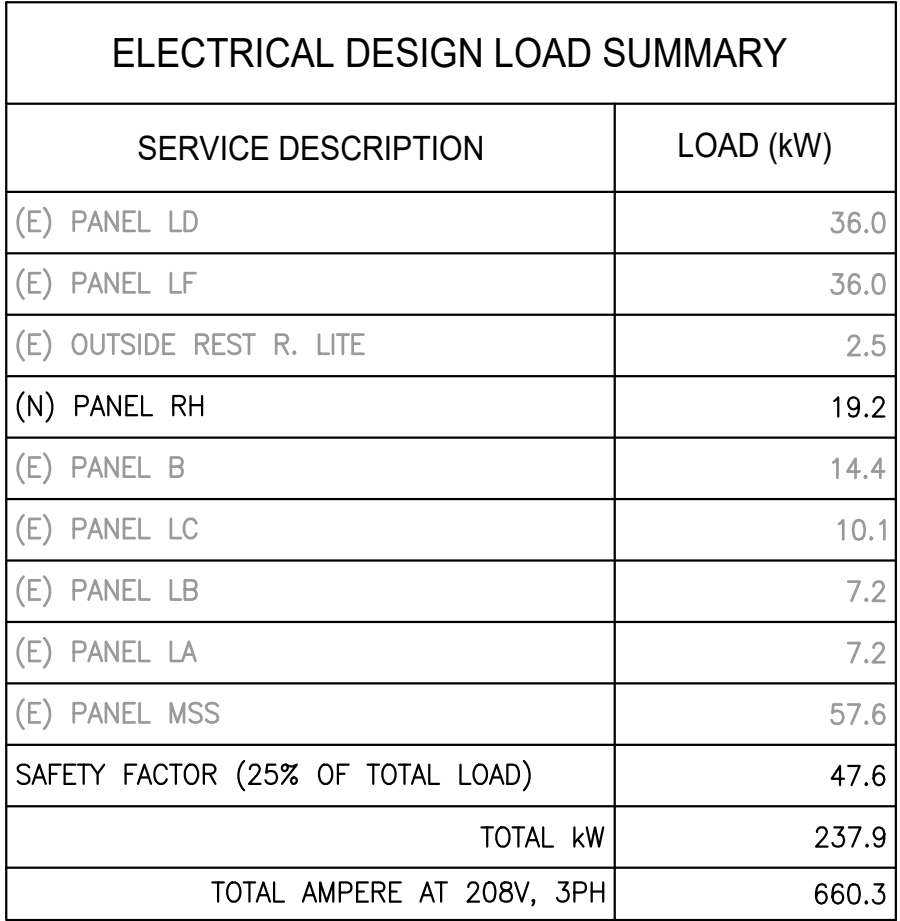 ELECTRICAL DESIGN LOAD SUMMARY
SERVICE DESCRIPTION LOAD (kW)
(E) PANEL LD 36.0
(E) PANEL LF 36.0
(E) OUTSIDE REST R. LITE 2.5
(N) PANEL RH 19.2
(E) PANEL B 14.4
(E) PANEL LC 10.1
(E) PANEL LB 7.2
(E) PANEL LA 7.2
(E) PANEL MSS 57.6
SAFETY FACTOR (25% OF TOTAL LOAD) 47.6
TOTAL kW 237.9
TOTAL AMPERE AT 208V, 3PH 660.3